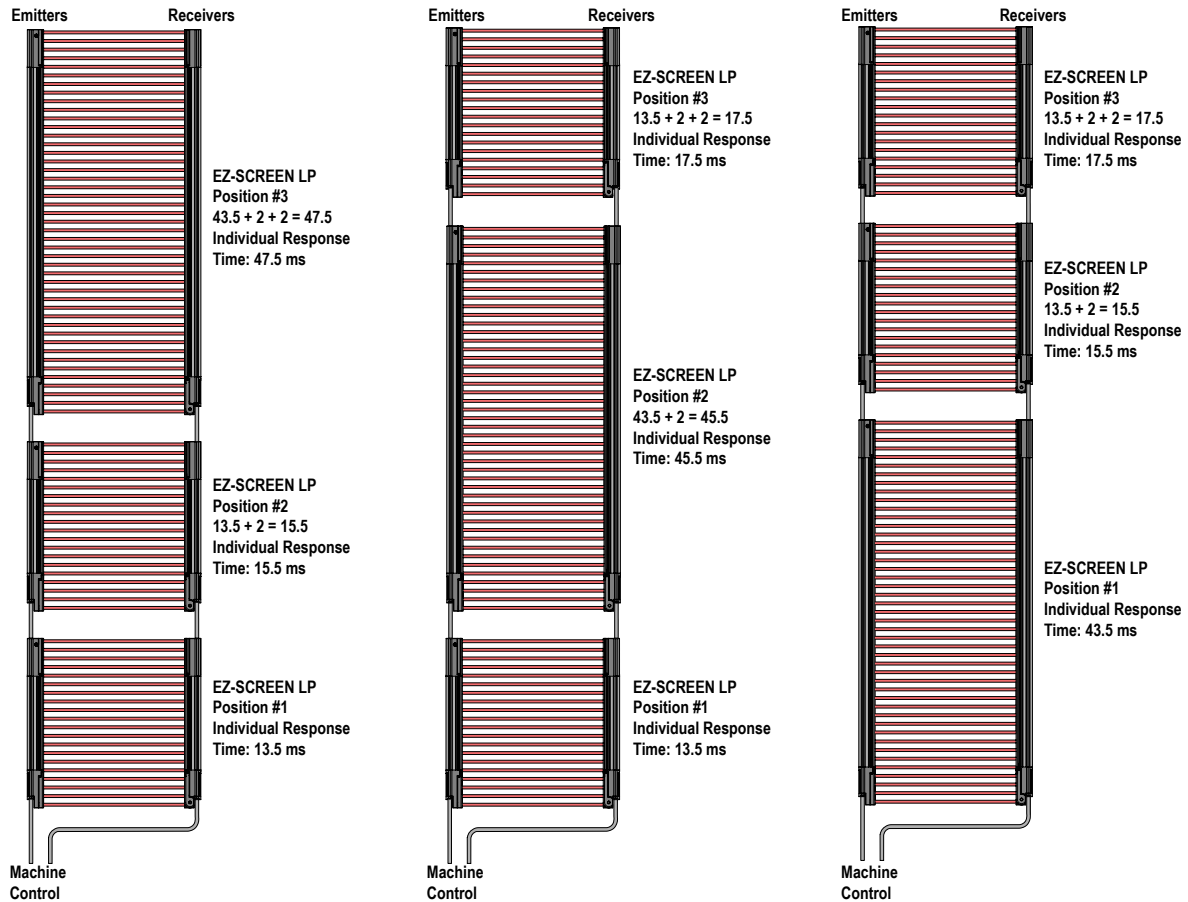 Emitters
Receivers
EZ-SCREEN LP
Position #3
43.5 + 2 + 2 = 47.5
Individual Response
Time: 47.5 ms
EZ-SCREEN LP
Position #2
13.5 + 2 = 15.5
Individual Response
Time: 15.5 ms
EZ-SCREEN LP
Position #1
Individual Response
Time: 13.5 ms
Machine
Control
Emitters
Receivers
EZ-SCREEN LP
Position #3
13.5 + 2 + 2 = 17.5
Individual Response
Time: 17.5 ms
EZ-SCREEN LP
Position #2
43.5 + 2 = 45.5
Individual Response
Time: 45.5 ms
EZ-SCREEN LP
Position #1
Individual Response
Time: 13.5 ms
Machine
Control
Emitters
Receivers
EZ-SCREEN LP
Position #3
13.5 + 2 + 2 = 17.5
Individual Response
Time: 17.5 ms
EZ-SCREEN LP
Position #2
13.5 + 2 = 15.5
Individual Response
Time: 15.5 ms
EZ-SCREEN LP
Position #1
Individual Response
Time: 43.5 ms
Machine
Control